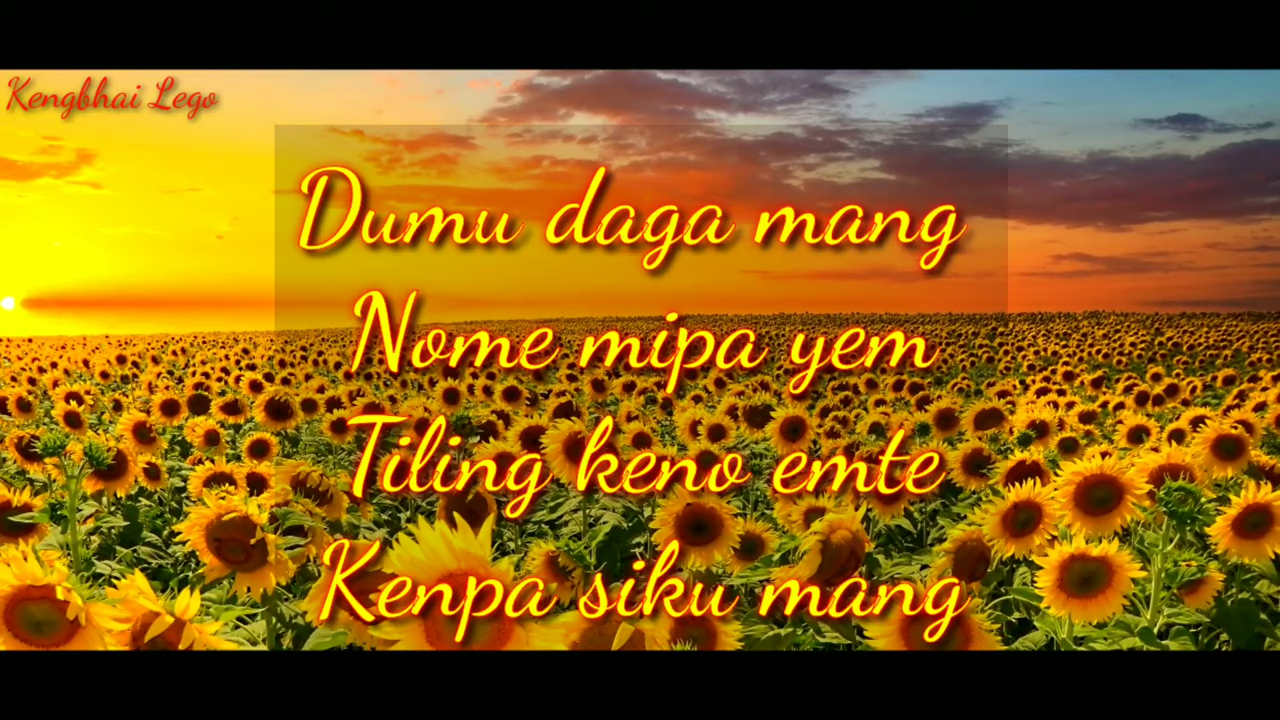 Kengbhai Lego
Dumu daga mang
Nome mipa yem
Tiling keno emte
Kenpa siku mang